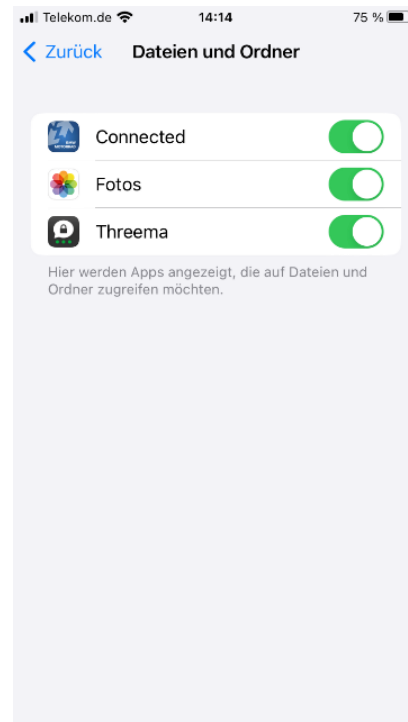 Telekom.de 14:14 75 %
Zurück Dateien und Ordner
Connected
Fotos
Threema
Hier werden Apps angezeigt, die auf Dateien und
Ordner zugreifen möchten.